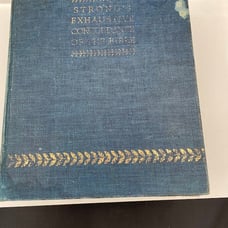 STRONG'S
EXHAUSTIVE
CONCORDANCE
OF THE BIBLE